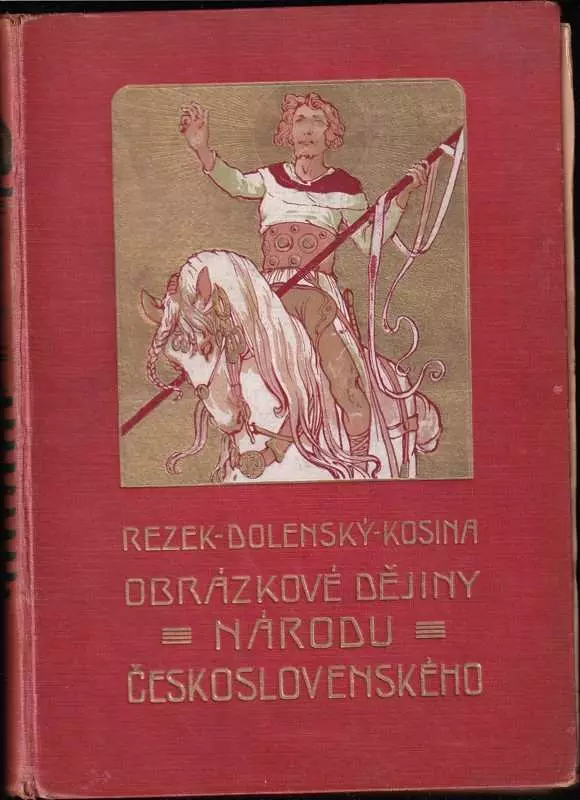 REZEK-DOLENSKÝ-KOSINA
OBRÁZKOVÉ DĚJINY
NÁRODU
ČESKOSLOVENSKÉHO